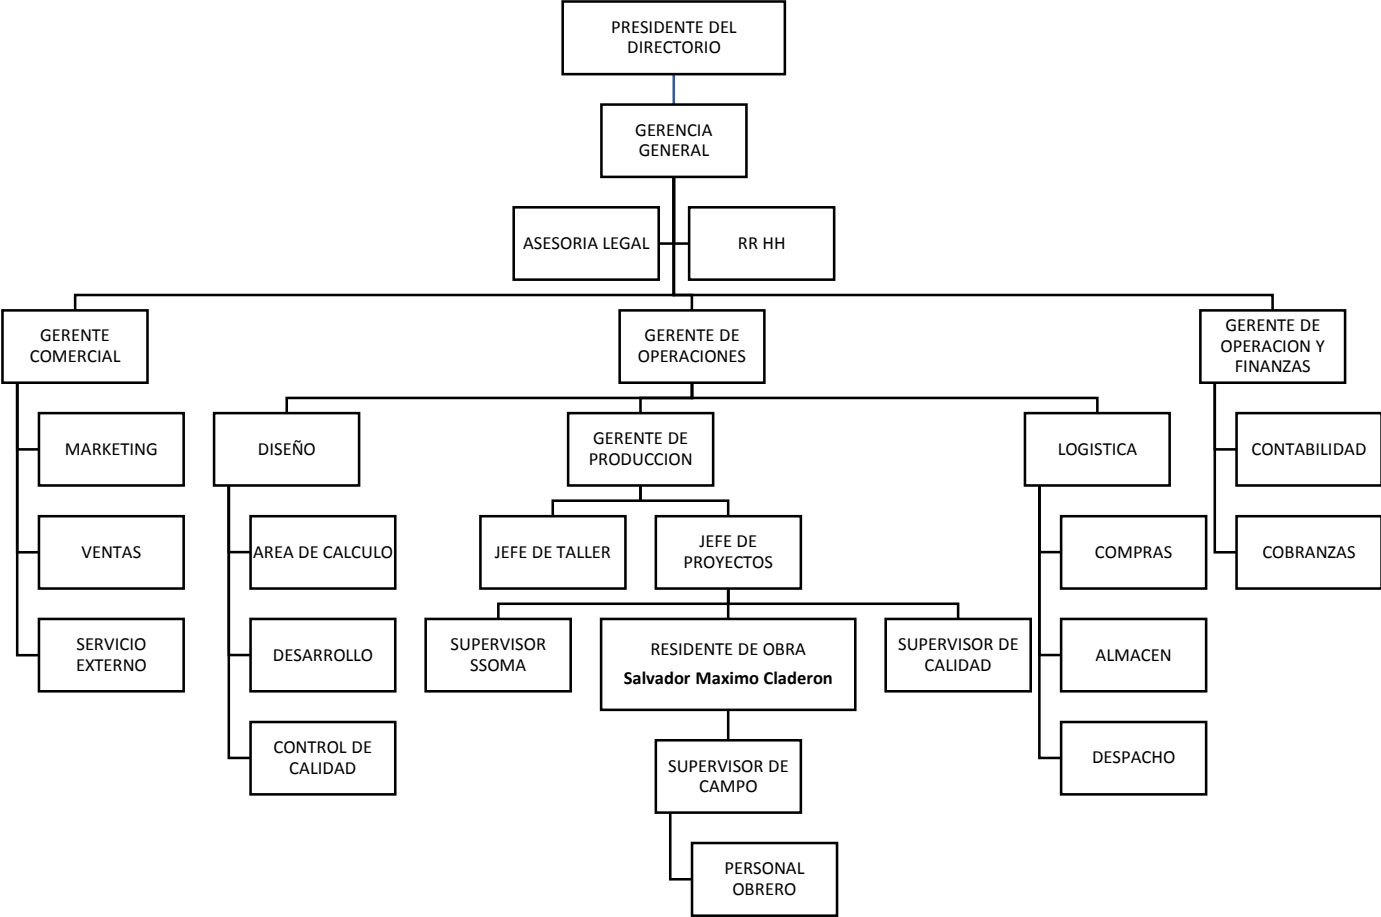 PRESIDENTE DEL
DIRECTORIO
GERENCIA
GENERAL
ASESORIA LEGAL
RR HH
GERENTE
COMERCIAL
GERENTE DE
OPERACIONES
GERENTE DE
OPERACION Y
FINANZAS
MARKETING
DISEÑO
GERENTE DE
PRODUCCION
LOGISTICA
CONTABILIDAD
VENTAS
AREA DE CALCULO
JEFE DE TALLER
JEFE DE
PROYECTOS
COMPRAS
COBRANZAS
SERVICIO
EXTERNO
DESARROLLO
SUPERVISOR
SSOMA
RESIDENTE DE OBRA
Salvador Maximo Claderon
SUPERVISOR DE
CALIDAD
ALMACEN
CONTROL DE
CALIDAD
SUPERVISOR DE
CAMPO
DESPACHO
PERSONAL
OBRERO